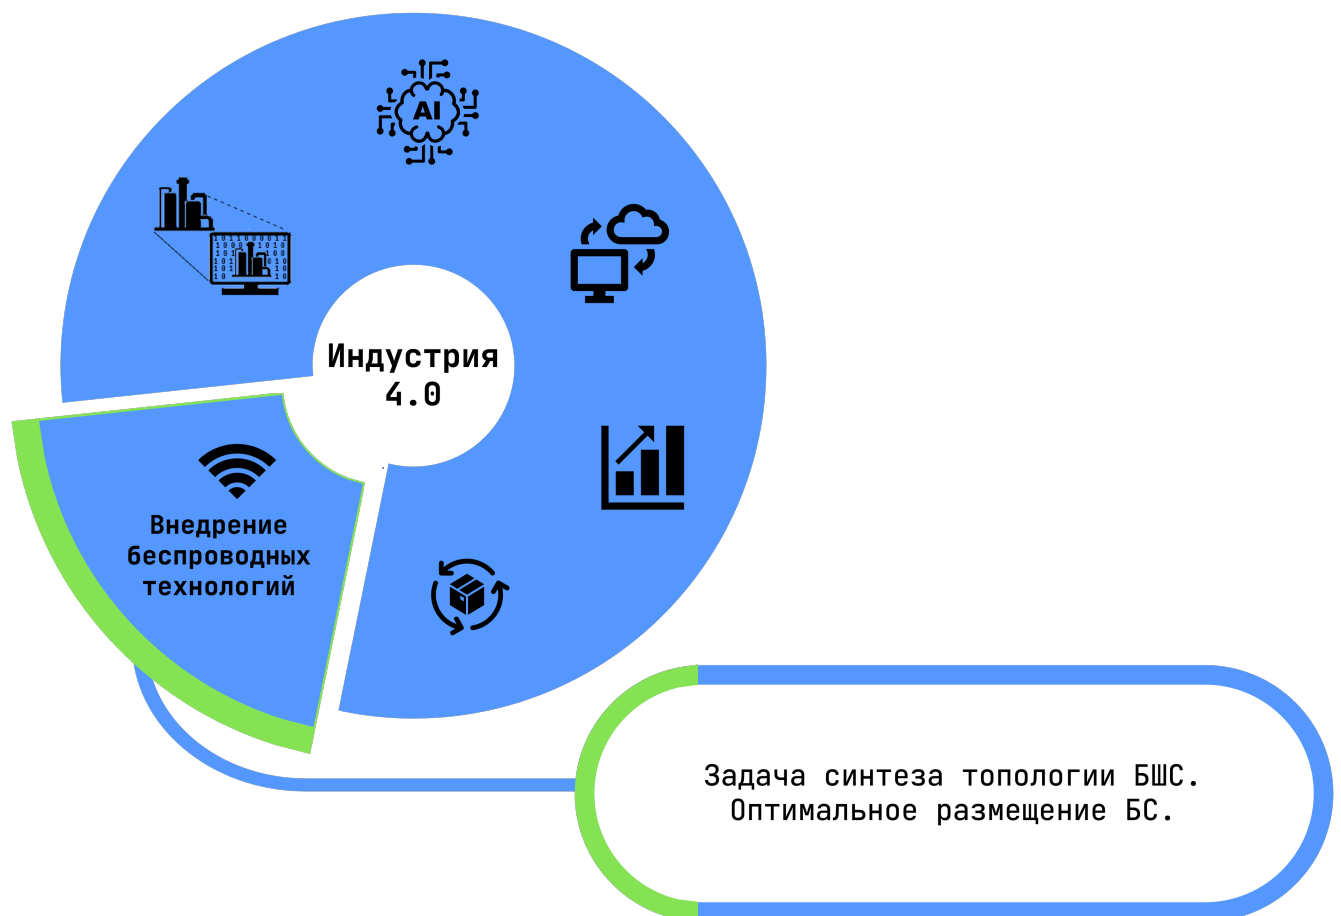 AI
Индустрия
4.0
Внедрение
беспроводных
технологий
Задача синтеза топологии БШС.
Оптимальное размещение БС.